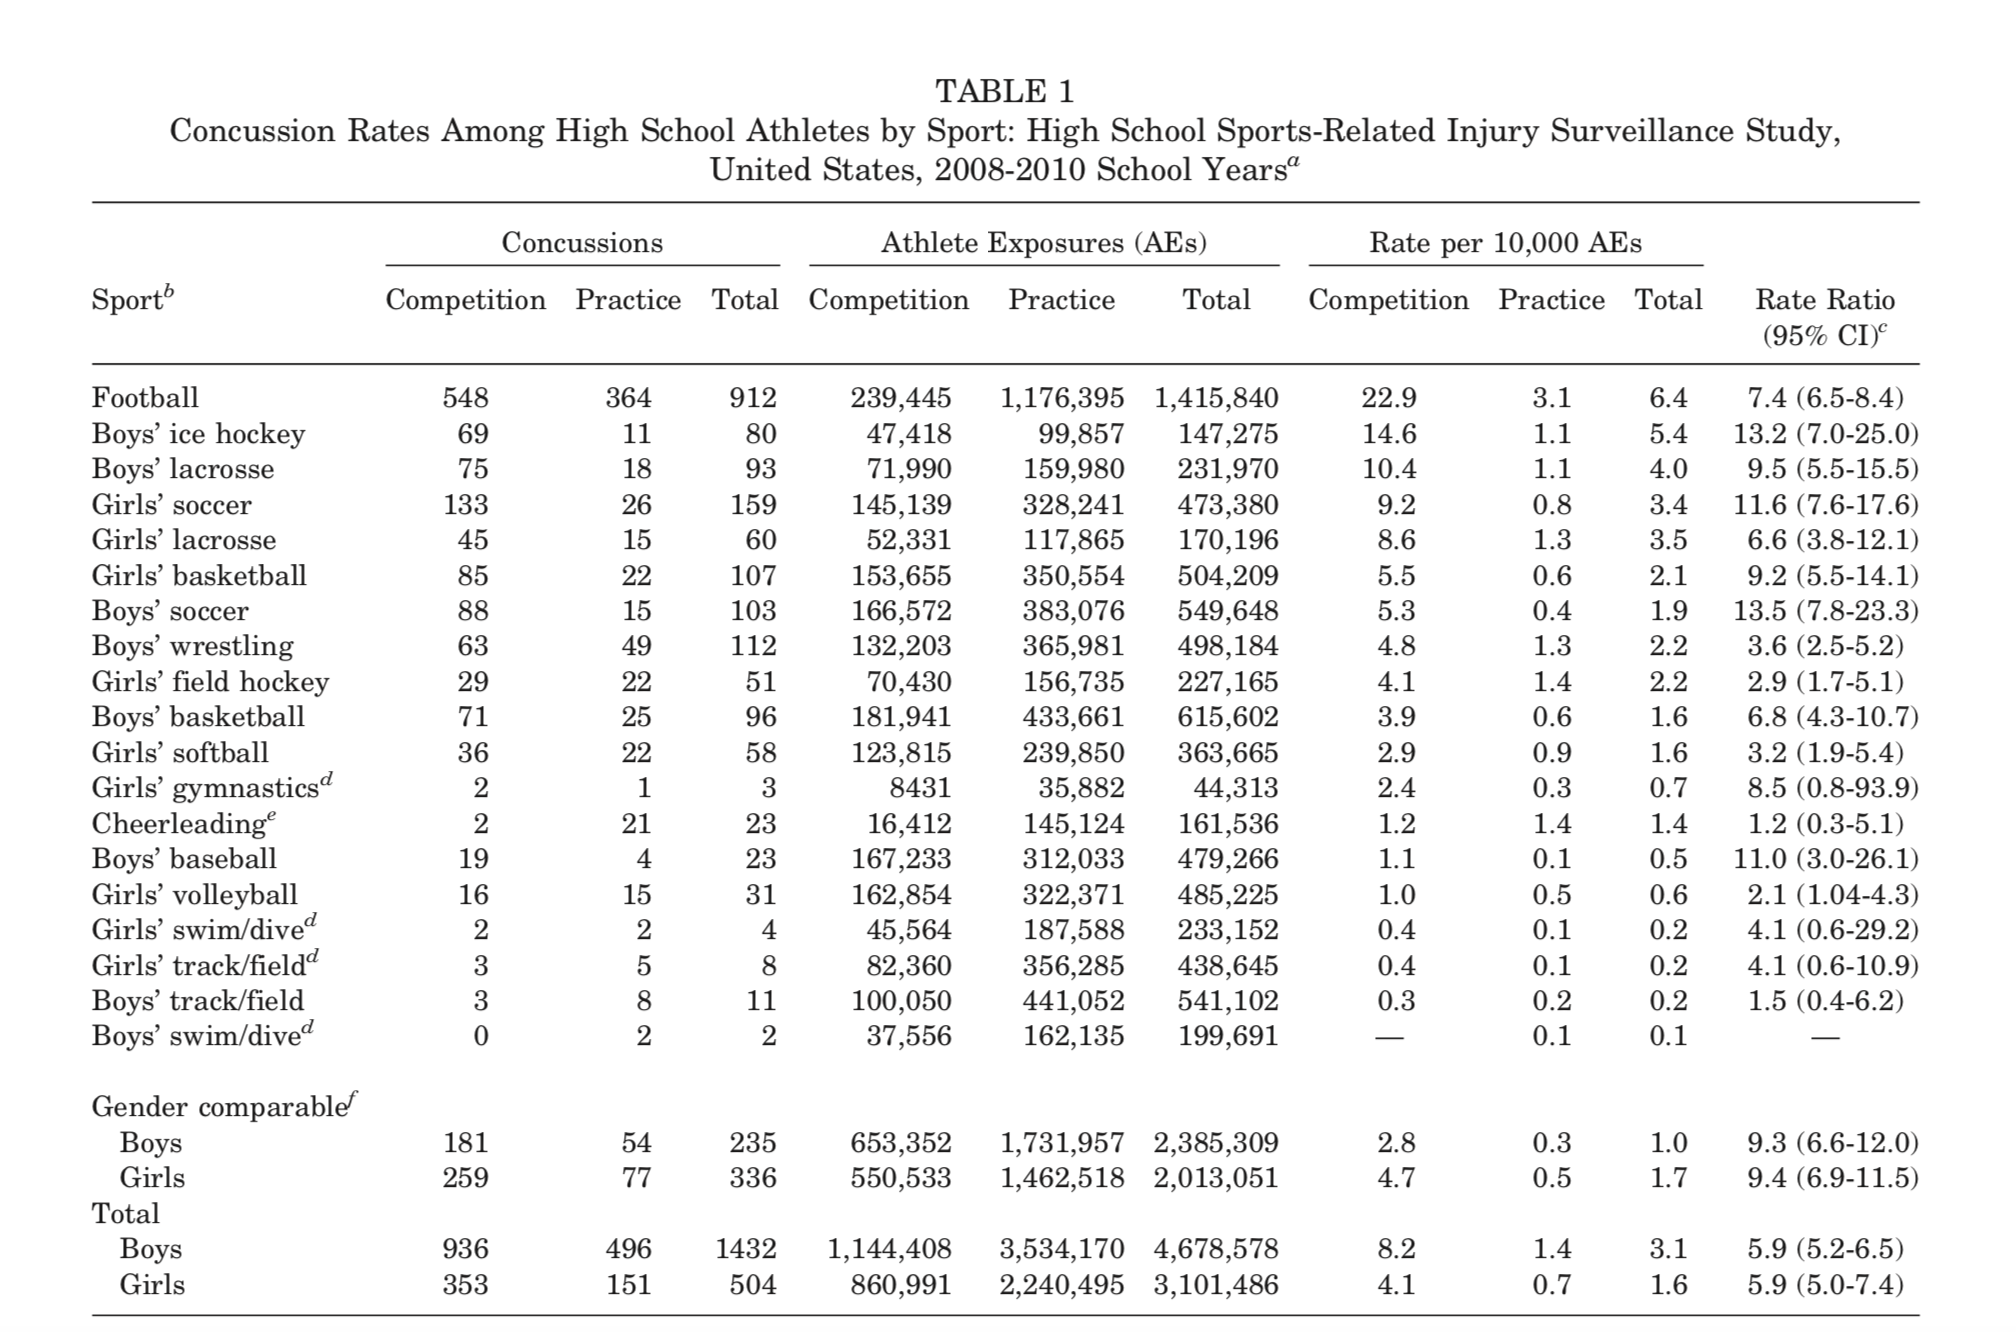 TABLE 1
Concussion Rates Among High School Athletes by Sport: High School Sports-Related Injury Surveillance Study,
United States, 2008-2010 School Yearsa
Concussions Athlete Exposures (AEs) Rate per 10,000 AEs
Sportb Competition Practice Total Competition Practice Total Competition Practice Total Rate Ratio
(95% CI)c
Football 548 364 912 239,445 1,176,395 1,415,840 22.9 3.1 6.4 7.4 (6.5-8.4)
Boys’ ice hockey 69 11 80 47,418 99,857 147,275 14.6 1.1 5.4 13.2 (7.0-25.0)
Boys’ lacrosse 75 18 93 71,990 159,980 231,970 10.4 1.1 4.0 9.5 (5.5-15.5)
Girls’ soccer 133 26 159 145,139 328,241 473,380 9.2 0.8 3.4 11.6 (7.6-17.6)
Girls’ lacrosse 45 15 60 52,331 117,865 170,196 8.6 1.3 3.5 6.6 (3.8-12.1)
Girls’ basketball 85 22 107 153,655 350,554 504,209 5.5 0.6 2.1 9.2 (5.5-14.1)
Boys’ soccer 88 15 103 166,572 383,076 549,648 5.3 0.4 1.9 13.5 (7.8-23.3)
Boys’ wrestling 63 49 112 132,203 365,981 498,184 4.8 1.3 2.2 3.6 (2.5-5.2)
Girls’ field hockey 29 22 51 70,430 156,735 227,165 4.1 1.4 2.2 2.9 (1.7-5.1)
Boys’ basketball 71 25 96 181,941 433,661 615,602 3.9 0.6 1.6 6.8 (4.3-10.7)
Girls’ softball 36 22 58 123,815 239,850 363,665 2.9 0.9 1.6 3.2 (1.9-5.4)
Girls’ gymnasticsd 2 1 3 8431 35,882 44,313 2.4 0.3 0.7 8.5 (0.8-93.9)
Cheerleadinge 2 21 23 16,412 145,124 161,536 1.2 1.4 1.4 1.2 (0.3-5.1)
Boys’ baseball 19 4 23 167,233 312,033 479,266 1.1 0.1 0.5 11.0 (3.0-26.1)
Girls’ volleyball 16 15 31 162,854 322,371 485,225 1.0 0.5 0.6 2.1 (1.04-4.3)
Girls’ swim/dived 2 2 4 45,564 187,588 233,152 0.4 0.1 0.2 4.1 (0.6-29.2)
Girls’ track/fieldd 3 5 8 82,360 356,285 438,645 0.4 0.1 0.2 4.1 (0.6-10.9)
Boys’ track/field 3 8 11 100,050 441,052 541,102 0.3 0.2 0.2 1.5 (0.4-6.2)
Boys’ swim/dived 0 2 2 37,556 162,135 199,691 — 0.1 0.1 —
Gender comparablef
Boys 181 54 235 653,352 1,731,957 2,385,309 2.8 0.3 1.0 9.3 (6.6-12.0)
Girls 259 77 336 550,533 1,462,518 2,013,051 4.7 0.5 1.7 9.4 (6.9-11.5)
Total
Boys 936 496 1432 1,144,408 3,534,170 4,678,578 8.2 1.4 3.1 5.9 (5.2-6.5)
Girls 353 151 504 860,991 2,240,495 3,101,486 4.1 0.7 1.6 5.9 (5.0-7.4)